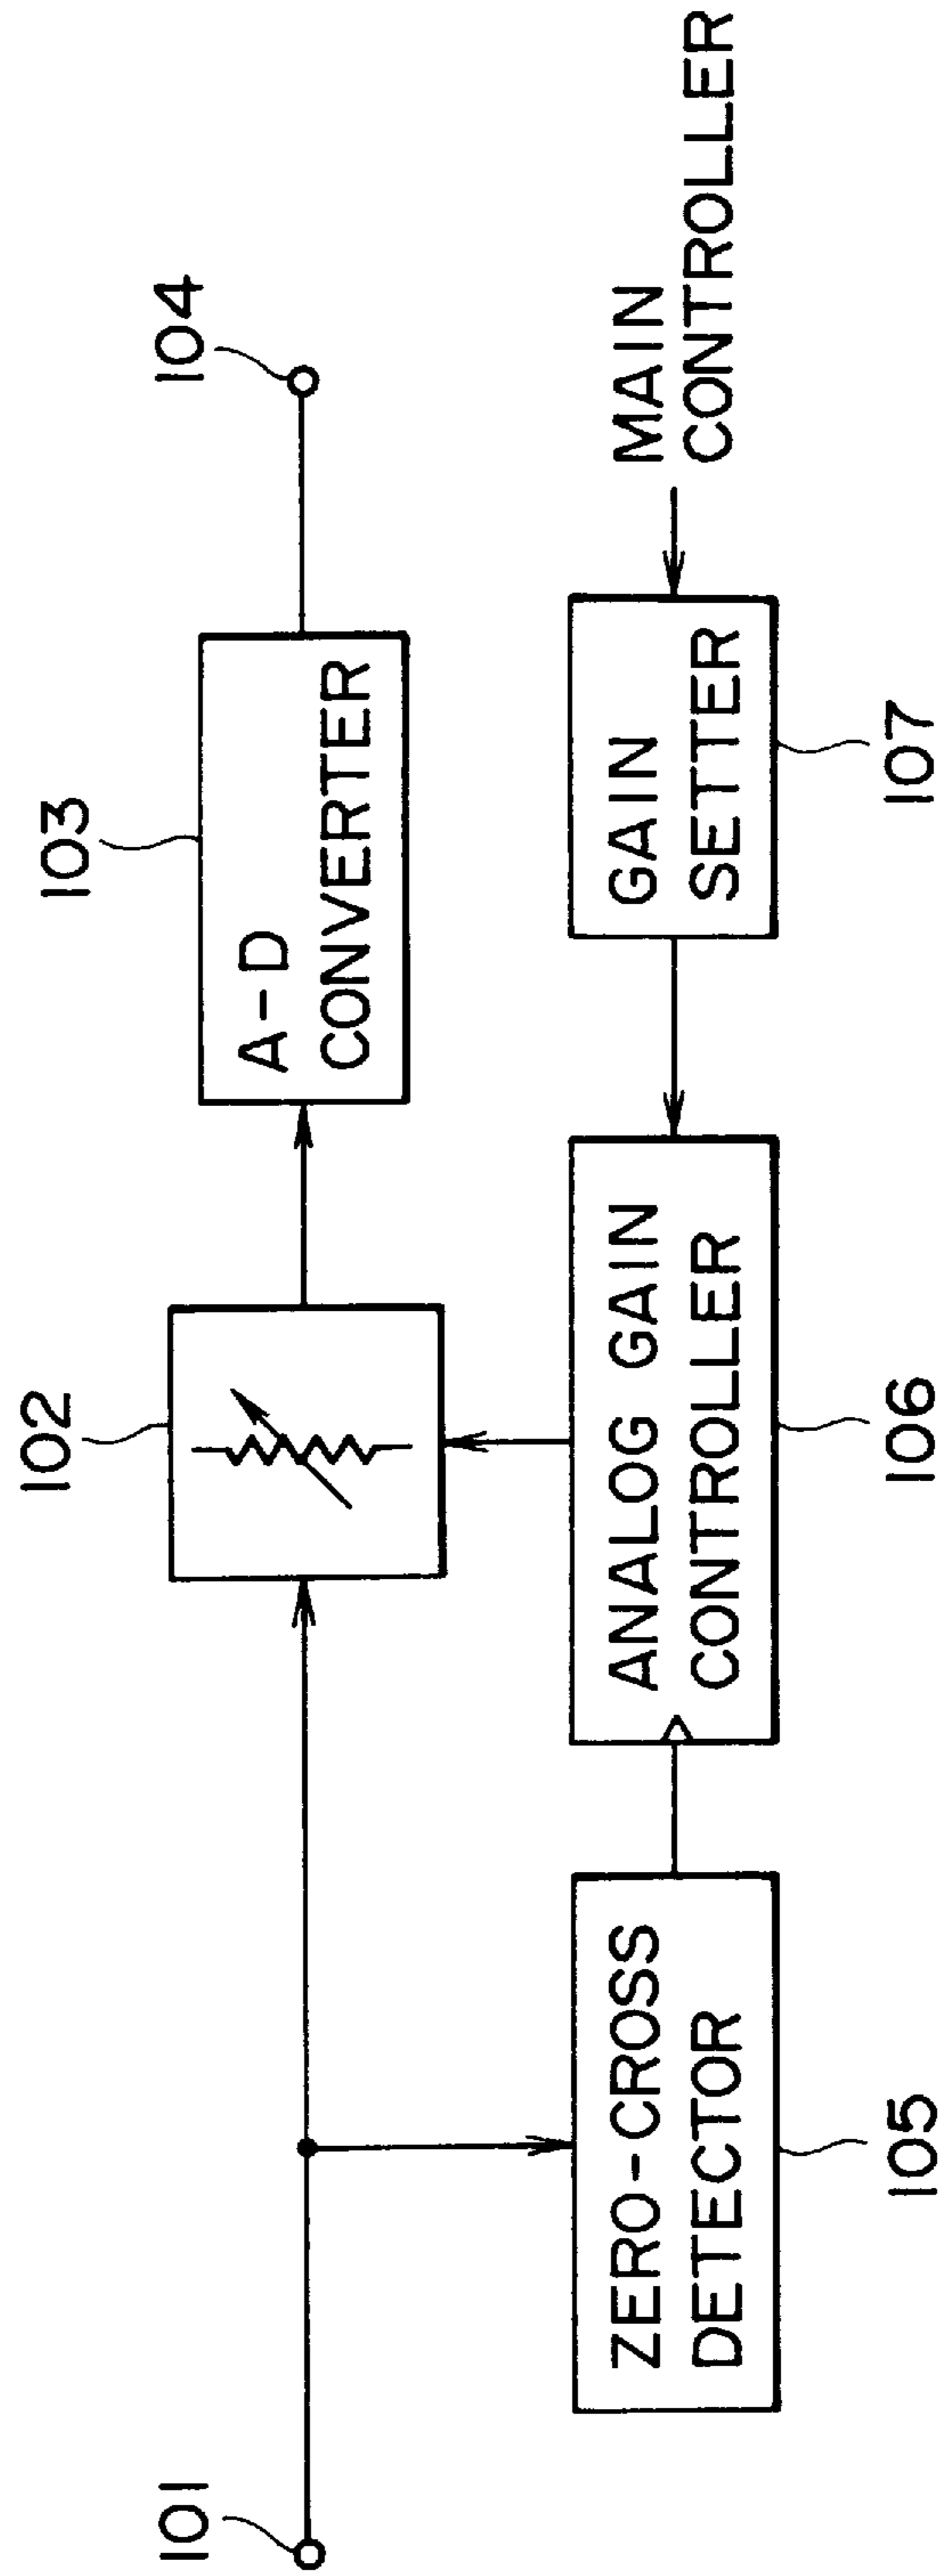 102
103
104
A-D
CONVERTER
101
ZERO-CROSS
DETECTOR
ANALOG GAIN
CONTROLLER
GAIN
SETTER
MAIN
CONTROLLER
105
106
107